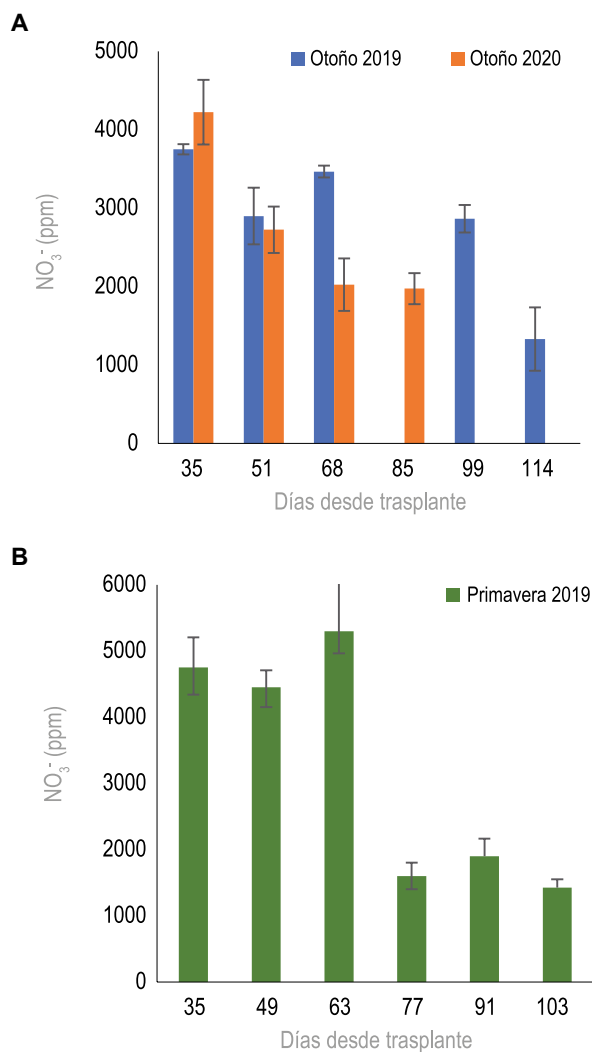 A
5000
Otoño 2019
Otoño 2020
4000
3000
2000
1000
0
NO₃⁻ (ppm)
35 51 68 85 99 114
Días desde trasplante
B
6000
Primavera 2019
5000
4000
3000
2000
1000
0
NO₃⁻ (ppm)
35 49 63 77 91 103
Días desde trasplante